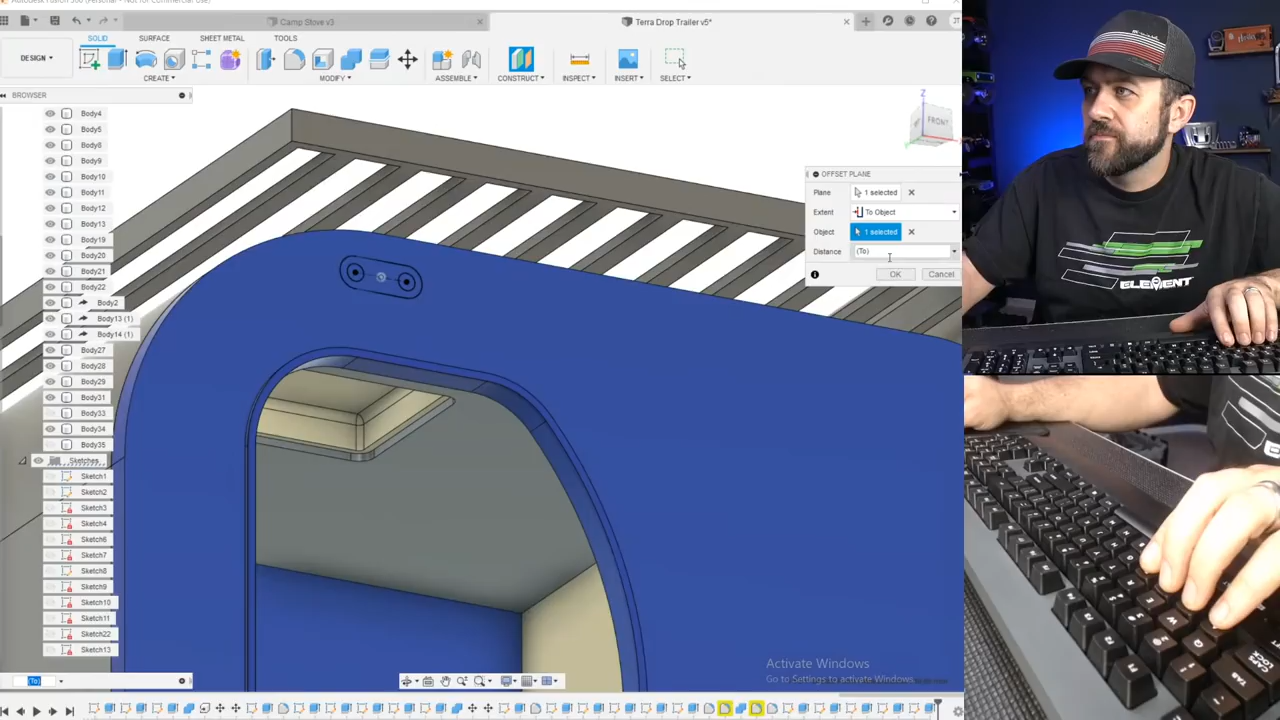 Autodesk Fusion 360 (Personal - Not for Commercial Use)
Camp Stove v3
Terra Drop Trailer v5*
DESIGN
SOLID
SURFACE
SHEET METAL
TOOLS
CREATE
MODIFY
ASSEMBLE
CONSTRUCT
INSPECT
INSERT
SELECT
BROWSER
Body4
Body5
Body8
Body9
Body10
Body11
Body12
Body13
Body19
Body20
Body21
Body22
Body2
Body13 (1)
Body14 (1)
Body27
Body28
Body29
Body31
Body33
Body34
Body35
Sketches
Sketch1
Sketch2
Sketch3
Sketch4
Sketch6
Sketch7
Sketch8
Sketch9
Sketch10
Sketch11
Sketch22
Sketch13
(To)
Z
FRONT
OFFSET PLANE
Plane
1 selected
Extent
To Object
Object
1 selected
Distance
(To)
OK
Cancel
Activate Windows
Go to Settings to activate Windows.
ELEMENT